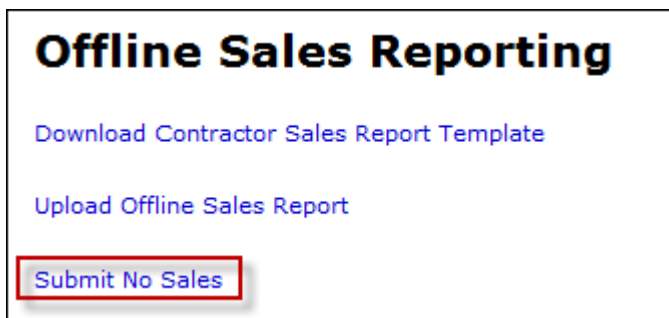 Offline Sales Reporting
Download Contractor Sales Report Template
Upload Offline Sales Report
Submit No Sales